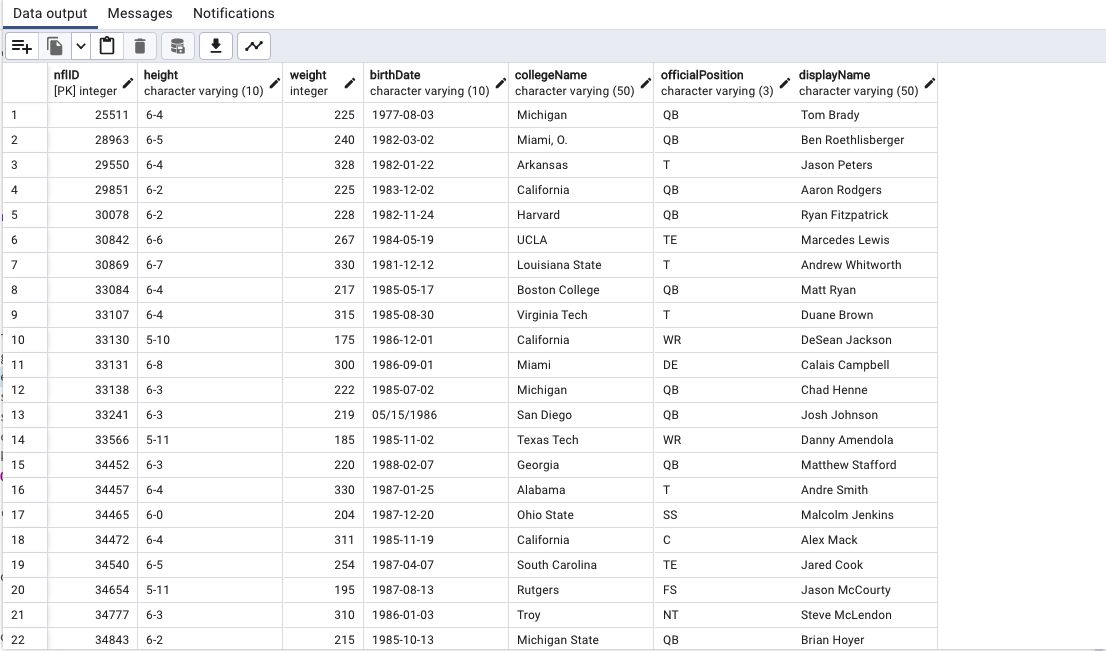 Data output Messages Notifications
nflID height weight birthDate collegeName officialPosition displayName
[PK] integer character varying (10) integer character varying (10) character varying (50) character varying (3) character varying (50)
1 25511 6-4 225 1977-08-03 Michigan QB Tom Brady
2 28963 6-5 240 1982-03-02 Miami, O. QB Ben Roethlisberger
3 29550 6-4 328 1982-01-22 Arkansas T Jason Peters
4 29851 6-2 225 1983-12-02 California QB Aaron Rodgers
5 30078 6-2 228 1982-11-24 Harvard QB Ryan Fitzpatrick
6 30842 6-6 267 1984-05-19 UCLA TE Marcedes Lewis
7 30869 6-7 330 1981-12-12 Louisiana State T Andrew Whitworth
8 33084 6-4 217 1985-05-17 Boston College QB Matt Ryan
9 33107 6-4 315 1985-08-30 Virginia Tech T Duane Brown
10 33130 5-10 175 1986-12-01 California WR DeSean Jackson
11 33131 6-8 300 1986-09-01 Miami DE Calais Campbell
12 33138 6-3 222 1985-07-02 Michigan QB Chad Henne
13 33241 6-3 219 05/15/1986 San Diego QB Josh Johnson
14 33566 5-11 185 1985-11-02 Texas Tech WR Danny Amendola
15 34452 6-3 220 1988-02-07 Georgia QB Matthew Stafford
16 34457 6-4 330 1987-01-25 Alabama T Andre Smith
17 34465 6-0 204 1987-12-20 Ohio State SS Malcolm Jenkins
18 34472 6-4 311 1985-11-19 California C Alex Mack
19 34540 6-5 254 1987-04-07 South Carolina TE Jared Cook
20 34654 5-11 195 1987-08-13 Rutgers FS Jason McCourty
21 34777 6-3 310 1986-01-03 Troy NT Steve McLendon
22 34843 6-2 215 1985-10-13 Michigan State QB Brian Hoyer